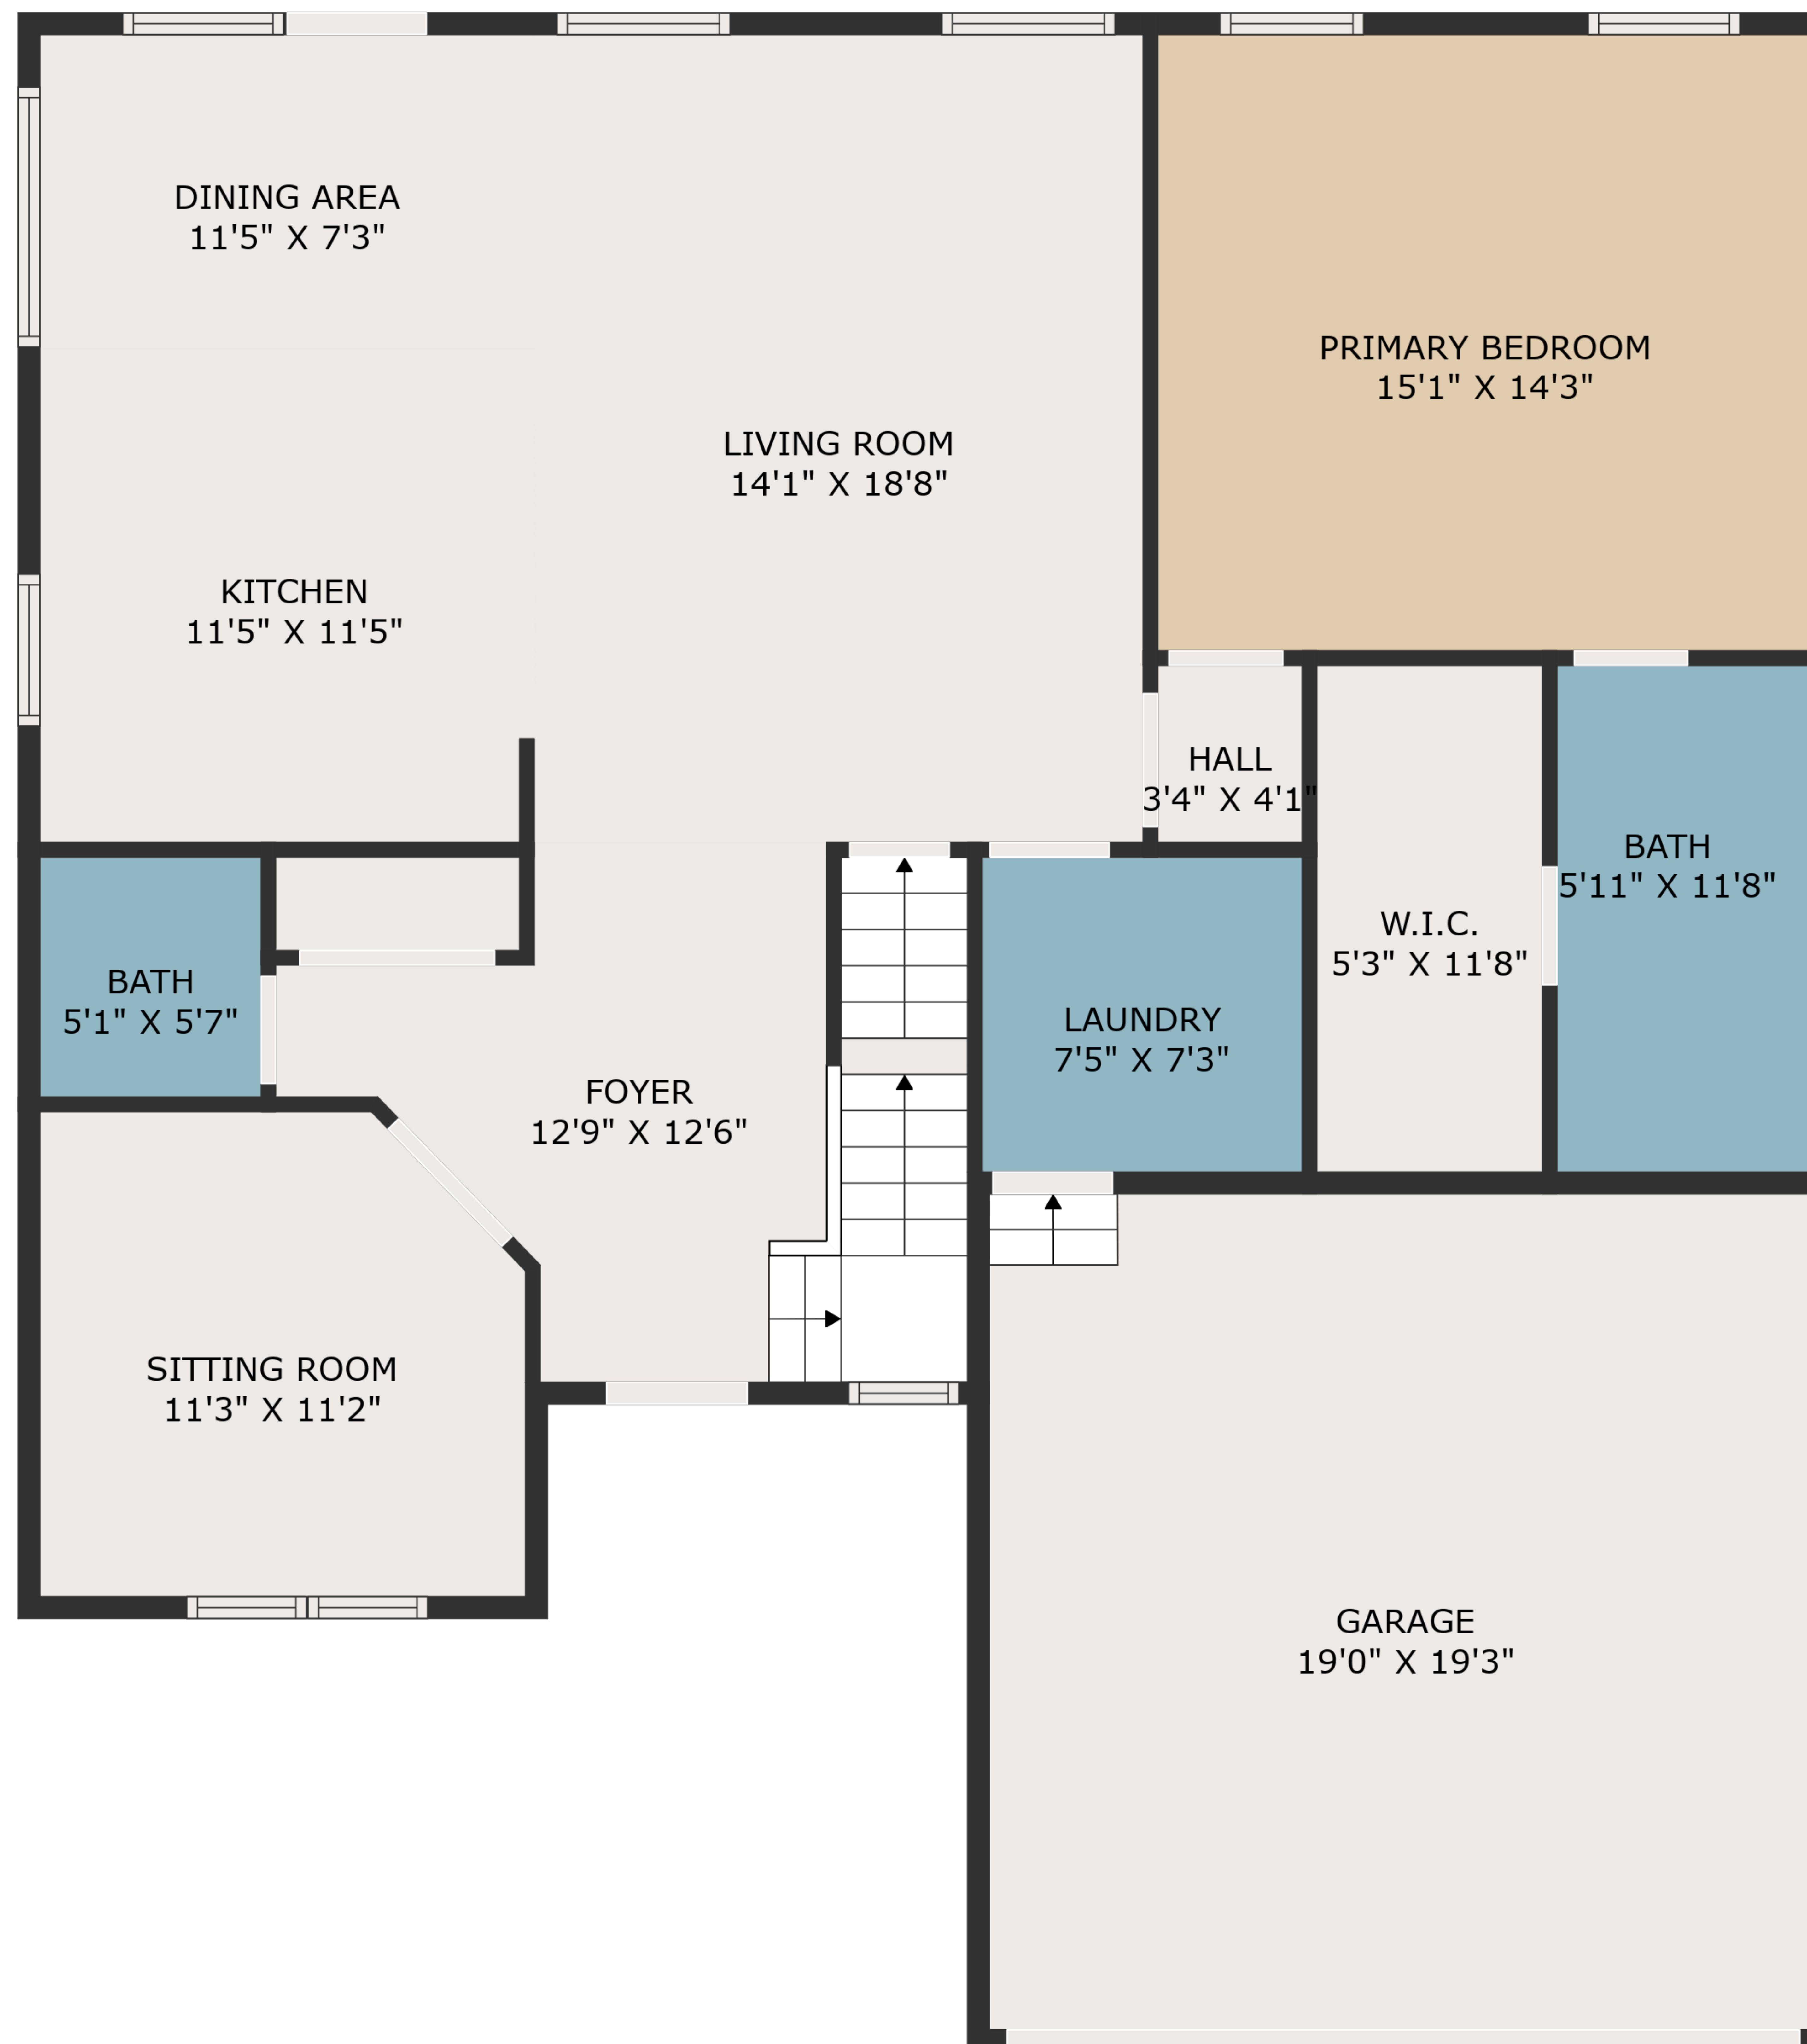 DINING AREA
11'5" X 7'3"
PRIMARY BEDROOM
15'1" X 14'3"
LIVING ROOM
14'1" X 18'8"
KITCHEN
11'5" X 11'5"
HALL
3'4" X 4'1"
BATH
5'11" X 11'8"
W.I.C.
5'3" X 11'8"
BATH
5'1" X 5'7"
LAUNDRY
7'5" X 7'3"
FOYER
12'9" X 12'6"
SITTING ROOM
11'3" X 11'2"
GARAGE
19'0" X 19'3"